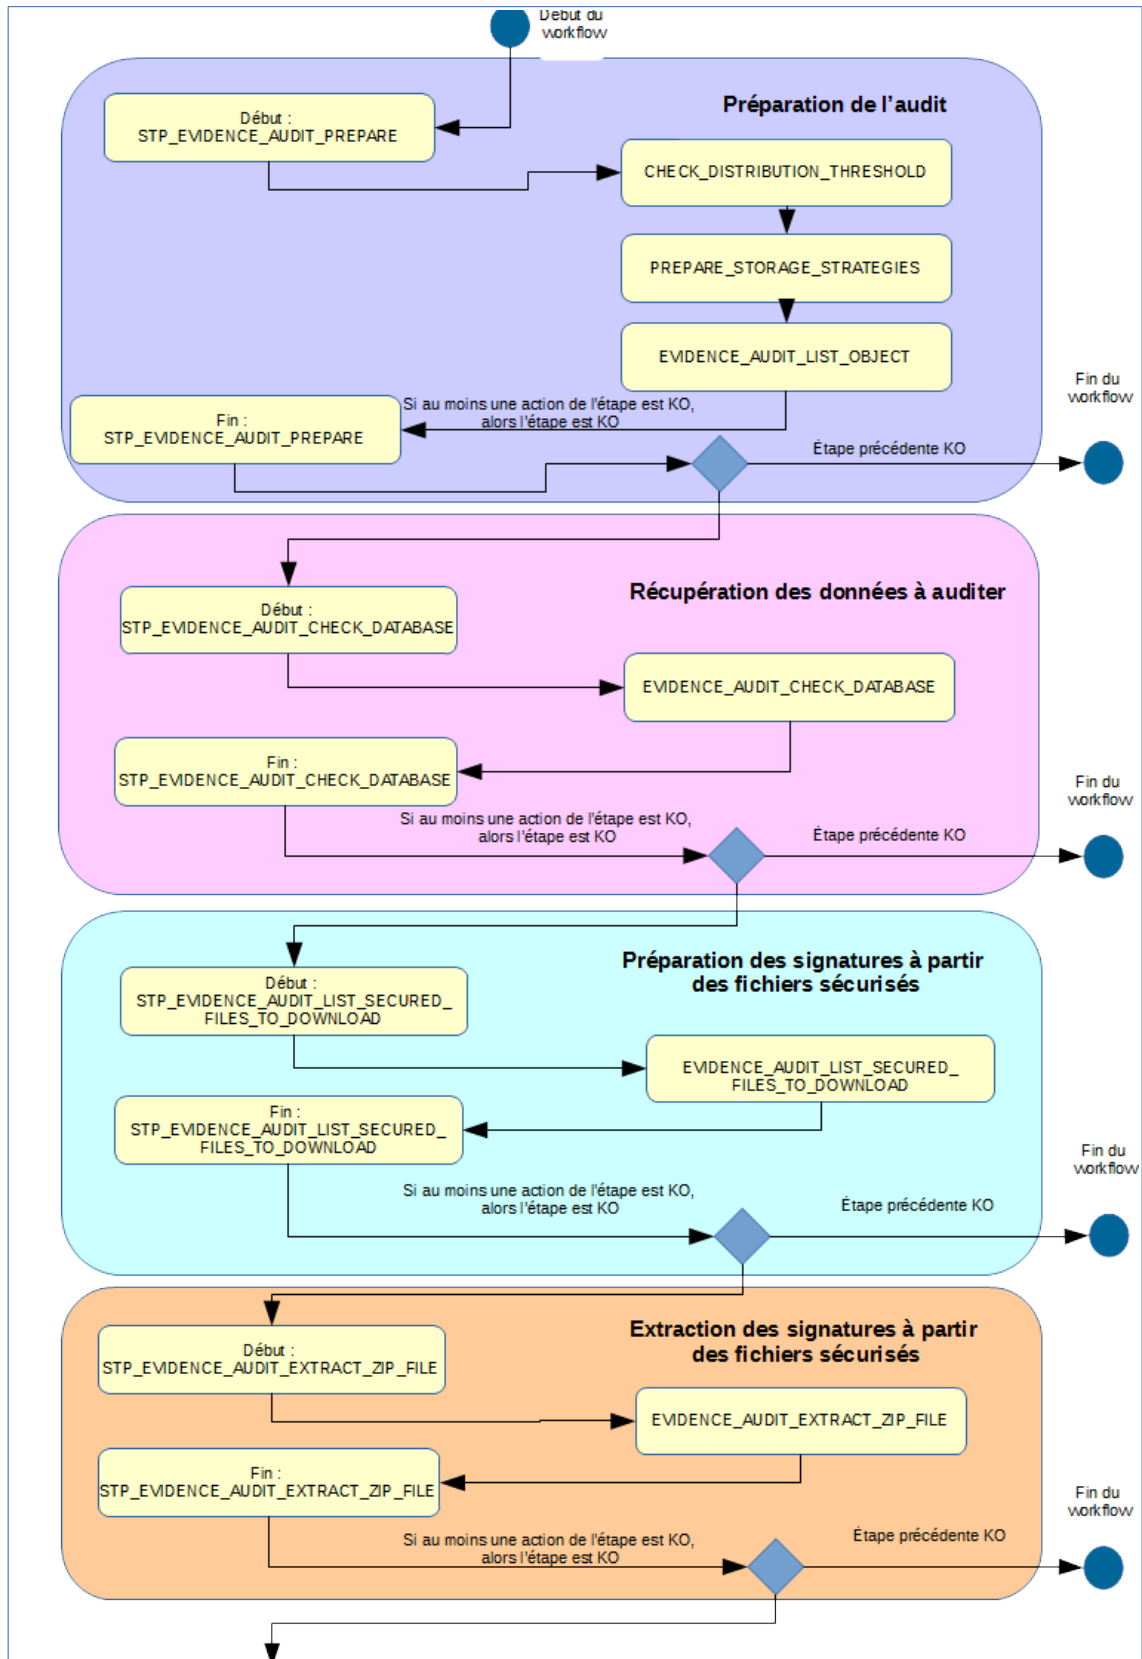 Début du
workflow
Préparation de l'audit
Début :
STP_EVIDENCE_AUDIT_PREPARE
CHECK_DISTRIBUTION_THRESHOLD
PREPARE_STORAGE_STRATEGIES
EVIDENCE_AUDIT_LIST_OBJECT
Fin du
workflow
Si au moins une action de l'étape est KO,
alors l'étape est KO
Fin :
STP_EVIDENCE_AUDIT_PREPARE
Étape précédente KO
Récupération des données à auditer
Début :
STP_EVIDENCE_AUDIT_CHECK_DATABASE
EVIDENCE_AUDIT_CHECK_DATABASE
Fin :
STP_EVIDENCE_AUDIT_CHECK_DATABASE
Fin du
workflow
Si au moins une action de l'étape est KO,
alors l'étape est KO
Étape précédente KO
Préparation des signatures à partir
des fichiers sécurisés
Début :
STP_EVIDENCE_AUDIT_LIST_SECURED_
FILES_TO_DOWNLOAD
EVIDENCE_AUDIT_LIST_SECURED_
FILES_TO_DOWNLOAD
Fin :
STP_EVIDENCE_AUDIT_LIST_SECURED_
FILES_TO_DOWNLOAD
Fin du
workflow
Si au moins une action de l'étape est KO,
alors l'étape est KO
Étape précédente KO
Extraction des signatures à partir
des fichiers sécurisés
Début :
STP_EVIDENCE_AUDIT_EXTRACT_ZIP_FILE
EVIDENCE_AUDIT_EXTRACT_ZIP_FILE
Fin :
STP_EVIDENCE_AUDIT_EXTRACT_ZIP_FILE
Fin du
workflow
Si au moins une action de l'étape est KO,
alors l'étape est KO
Étape précédente KO